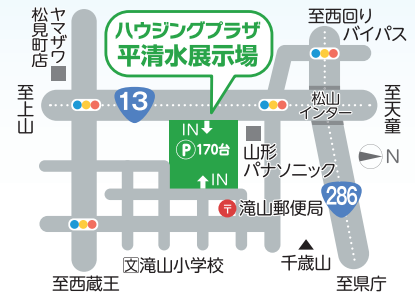 至西回り
バイパス
ヤマザワ
松見町店
ハウジングプラザ
平清水展示場
至上山
13
松山
インター
至天童
IN
P170台
IN
山形
パナソニック
N
286
〒
滝山郵便局
文滝山小学校
千歳山
至西蔵王
至県庁